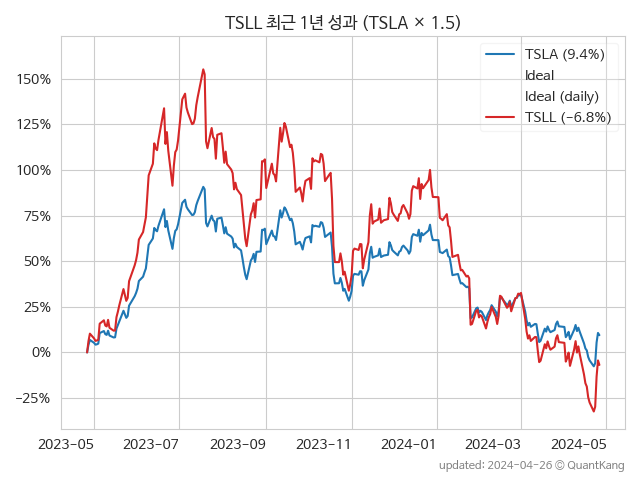 TSLL 최근 1년 성과 (TSLA × 1.5)
TSLA (9.4%)
Ideal
Ideal (daily)
TSLL (−6.8%)
150%
125%
100%
75%
50%
25%
0%
−25%
2023-05 2023-07 2023-09 2023-11 2024-01 2024-03 2024-05
updated: 2024-04-26 © QuantKang